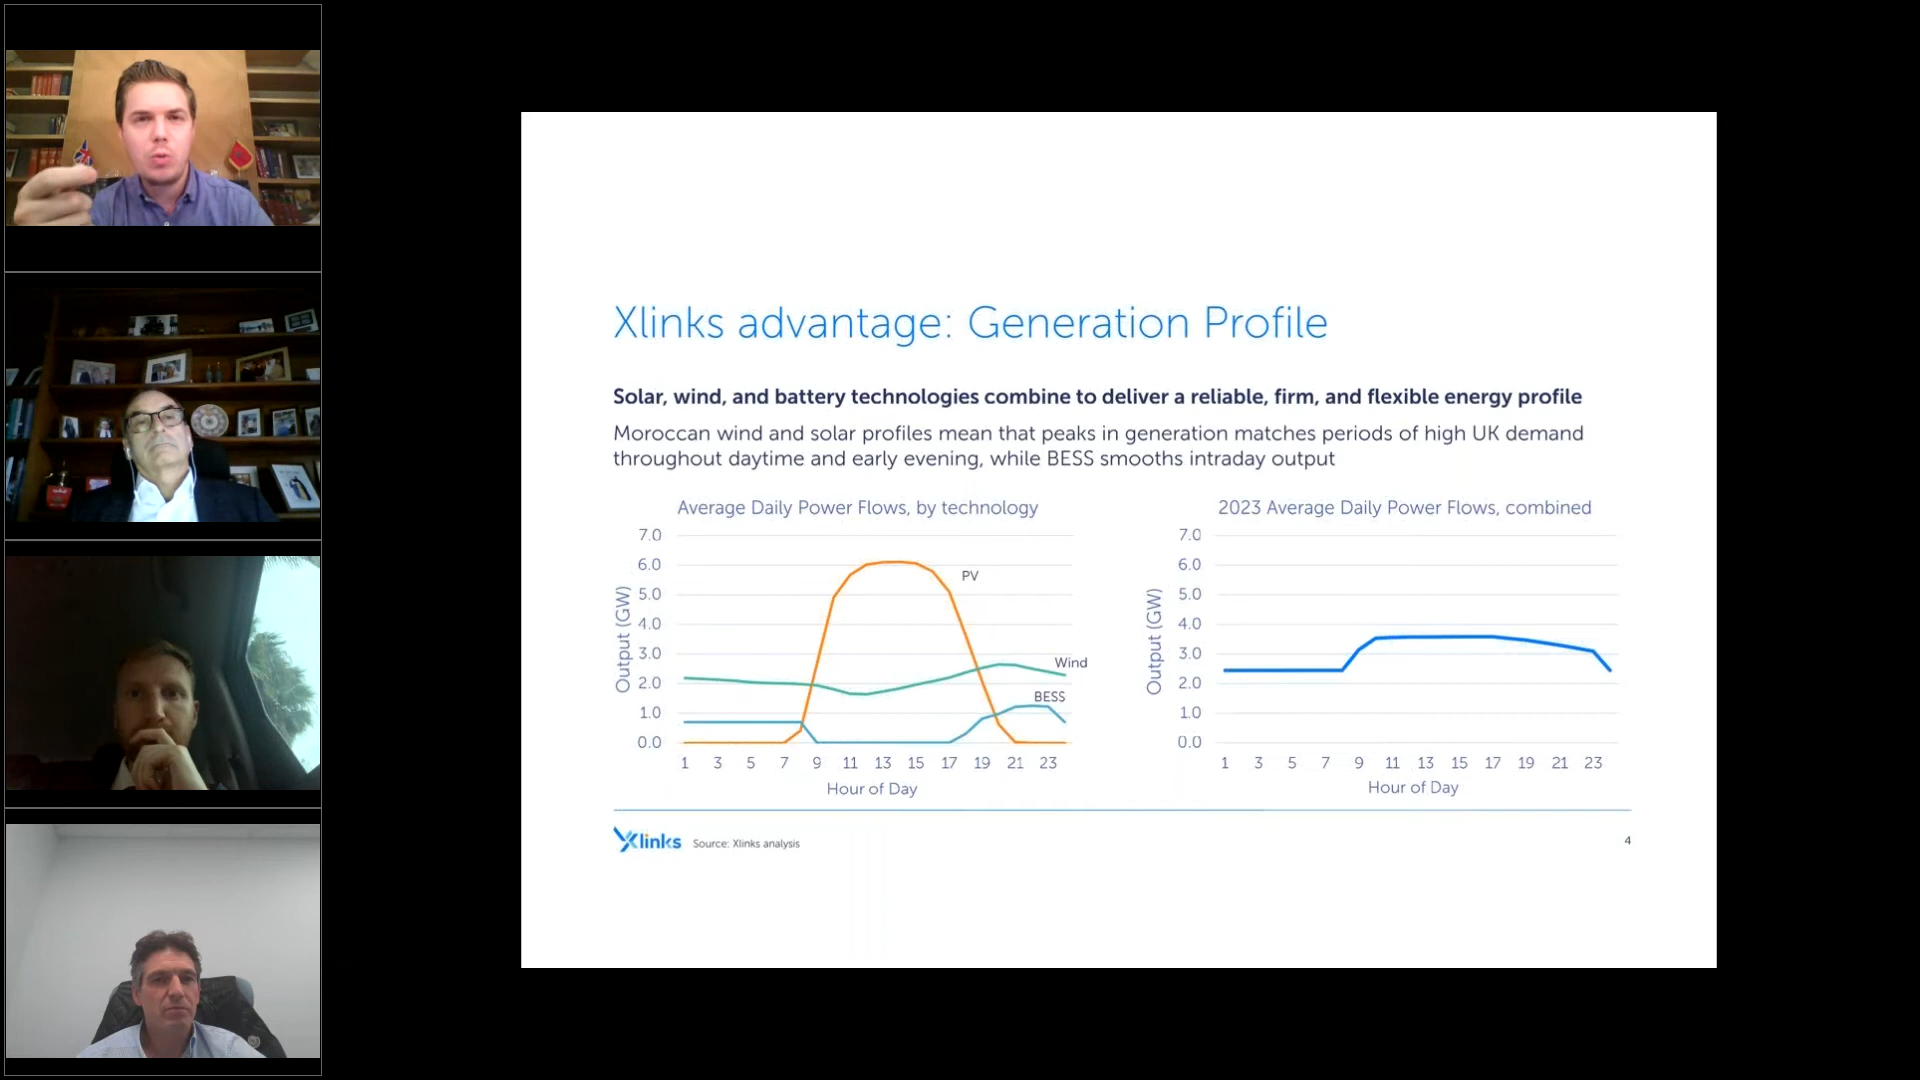 Xlinks advantage: Generation Profile
Solar, wind, and battery technologies combine to deliver a reliable, firm, and flexible energy profile
Moroccan wind and solar profiles mean that peaks in generation matches periods of high UK demand
throughout daytime and early evening, while BESS smooths intraday output
Average Daily Power Flows, by technology
7.0
6.0
5.0
4.0
3.0
2.0
1.0
0.0
Output (GW)
PV
Wind
BESS
1 3 5 7 9 11 13 15 17 19 21 23
Hour of Day
2023 Average Daily Power Flows, combined
7.0
6.0
5.0
4.0
3.0
2.0
1.0
0.0
Output (GW)
1 3 5 7 9 11 13 15 17 19 21 23
Hour of Day
Xlinks
Source: Xlinks analysis
4